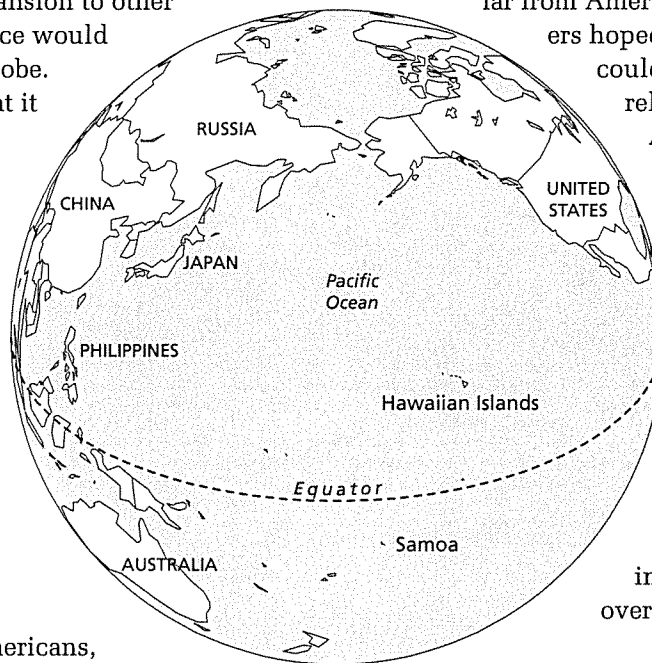 ansion to other
ce would
obe.
at it
far from Ameri
ers hoped
could
rel
RUSSIA
CHINA
UNITED
STATES
JAPAN
Pacific
Ocean
PHILIPPINES
Hawaiian Islands
Equator
Samoa
AUSTRALIA
in
over
mericans,